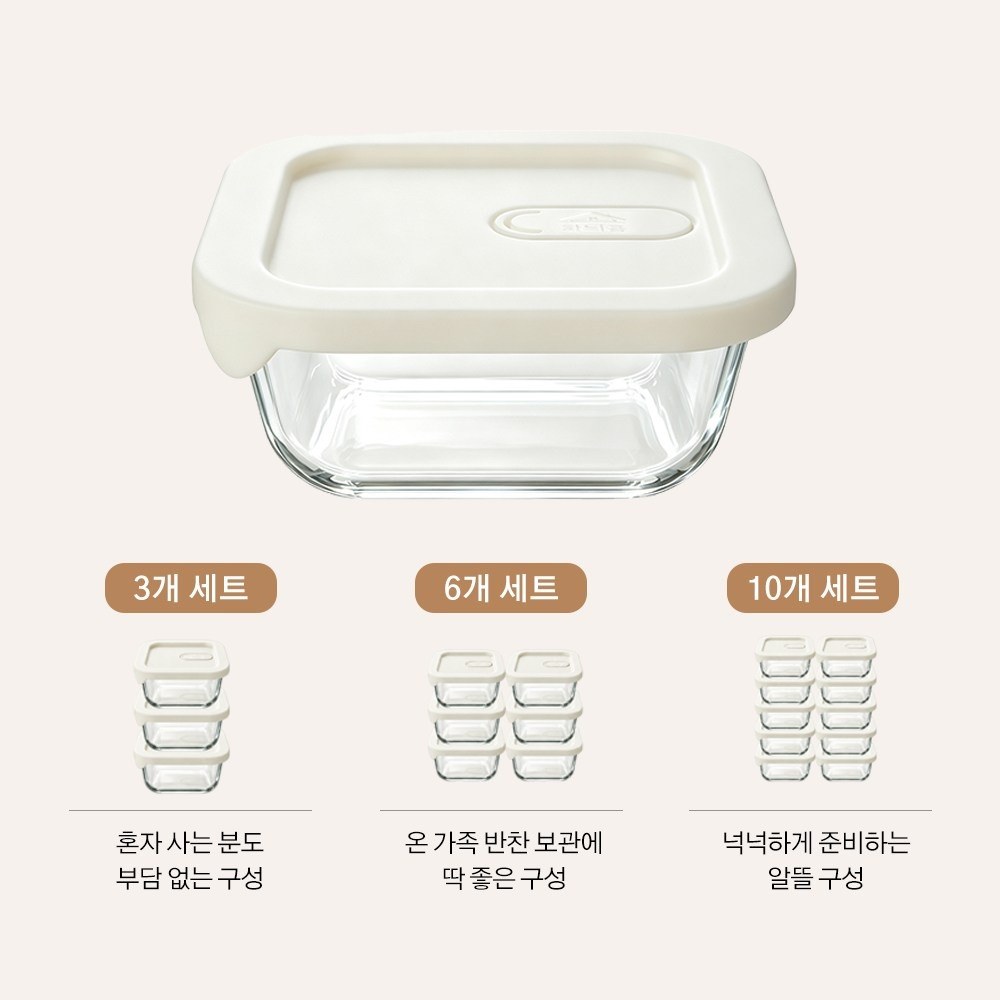 3개 세트
6개 세트
10개 세트
혼자 사는 분도
부담 없는 구성
온 가족 반찬 보관에
딱 좋은 구성
넉넉하게 준비하는
알뜰 구성